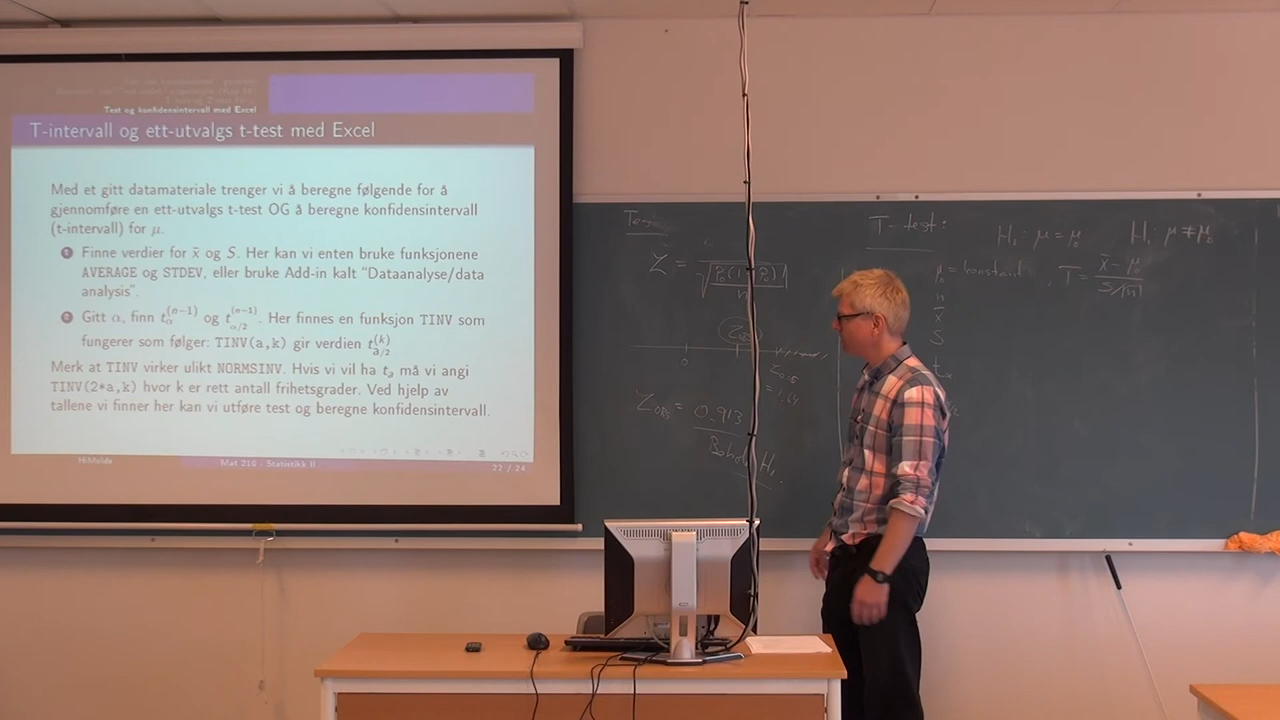 Test og konfidensintervall med Excel
T-intervall og ett-utvalgs t-test med Excel
Med et gitt datamateriale trenger vi å beregne følgende for å
gjennomføre en ett-utvalgs t-test OG å beregne konfidensintervall
(t-intervall) for μ.
1 Finne verdier for x̄ og S. Her kan vi enten bruke funksjonene
AVERAGE og STDEV, eller bruke Add-in kalt "Dataanalyse/data
analysis".
2 Gitt α, finn t_α^(n−1) og t_α/2^(n−1). Her finnes en funksjon TINV som
fungerer som følger: TINV(a,k) gir verdien t_a/2^(k)
Merk at TINV virker ulikt NORMSINV. Hvis vi vil ha t_a må vi angi
TINV(2*a,k) hvor k er rett antall frihetsgrader. Ved hjelp av
tallene vi finner her kan vi utføre test og beregne konfidensintervall.
HiMolde
Mat 210 - Statistikk II
22 / 24
Z =
0
Z_OBS = 0.913
= 1.64
T-test:
H₀: μ = μ₀
H₁: μ ≠ μ₀
μ₀ = konstant, T = (x̄ − μ₀) / (S/√n)
n
x̄
S